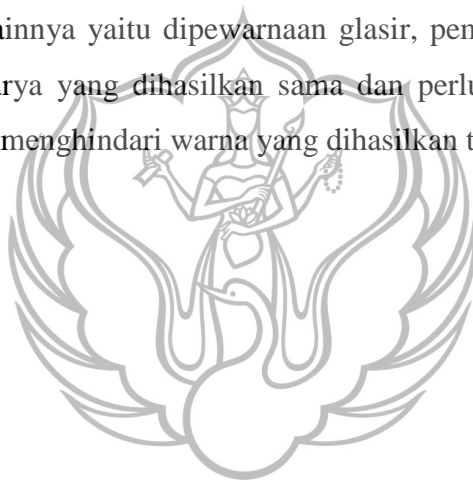 ainnya yaitu dipewarnaan glasir, pen
arya yang dihasilkan sama dan perlu
menghindari warna yang dihasilkan t